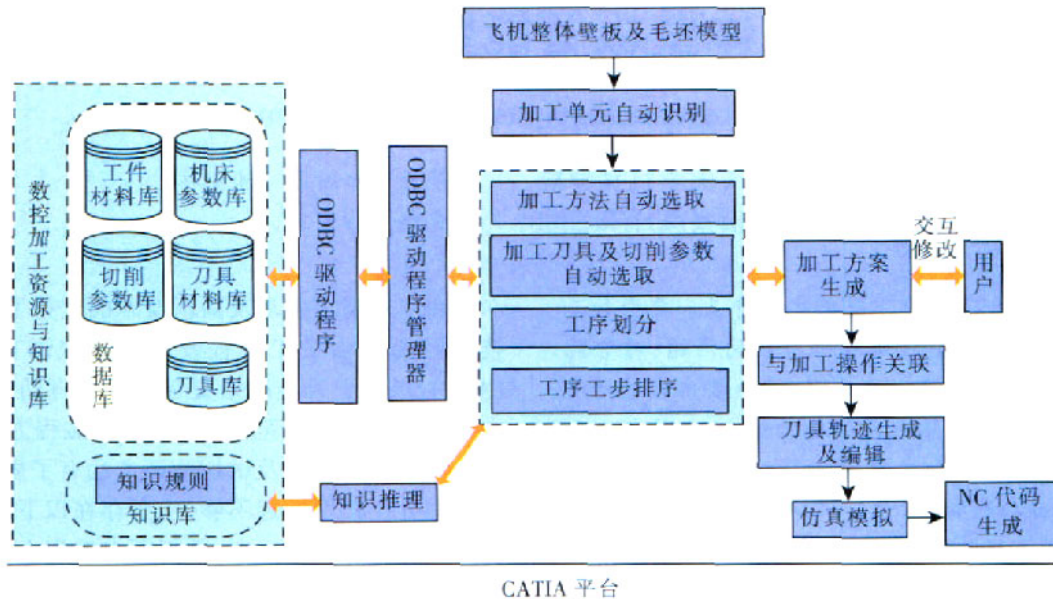 飞机整体壁板及毛坯模型
加工单元自动识别
数控加工资源与知识库
工件
材料库
机床
参数库
切削
参数库
刀具
材料库
数据库
刀具库
知识规则
知识库
ODBC 驱动程序
ODBC 驱动程序管理器
知识推理
加工方法自动选取
加工刀具及切削参数
自动选取
工序划分
工序工步排序
加工方案
生成
交互
修改
用户
与加工操作关联
刀具轨迹生成
及编辑
仿真模拟
NC 代码
生成
CATIA 平台